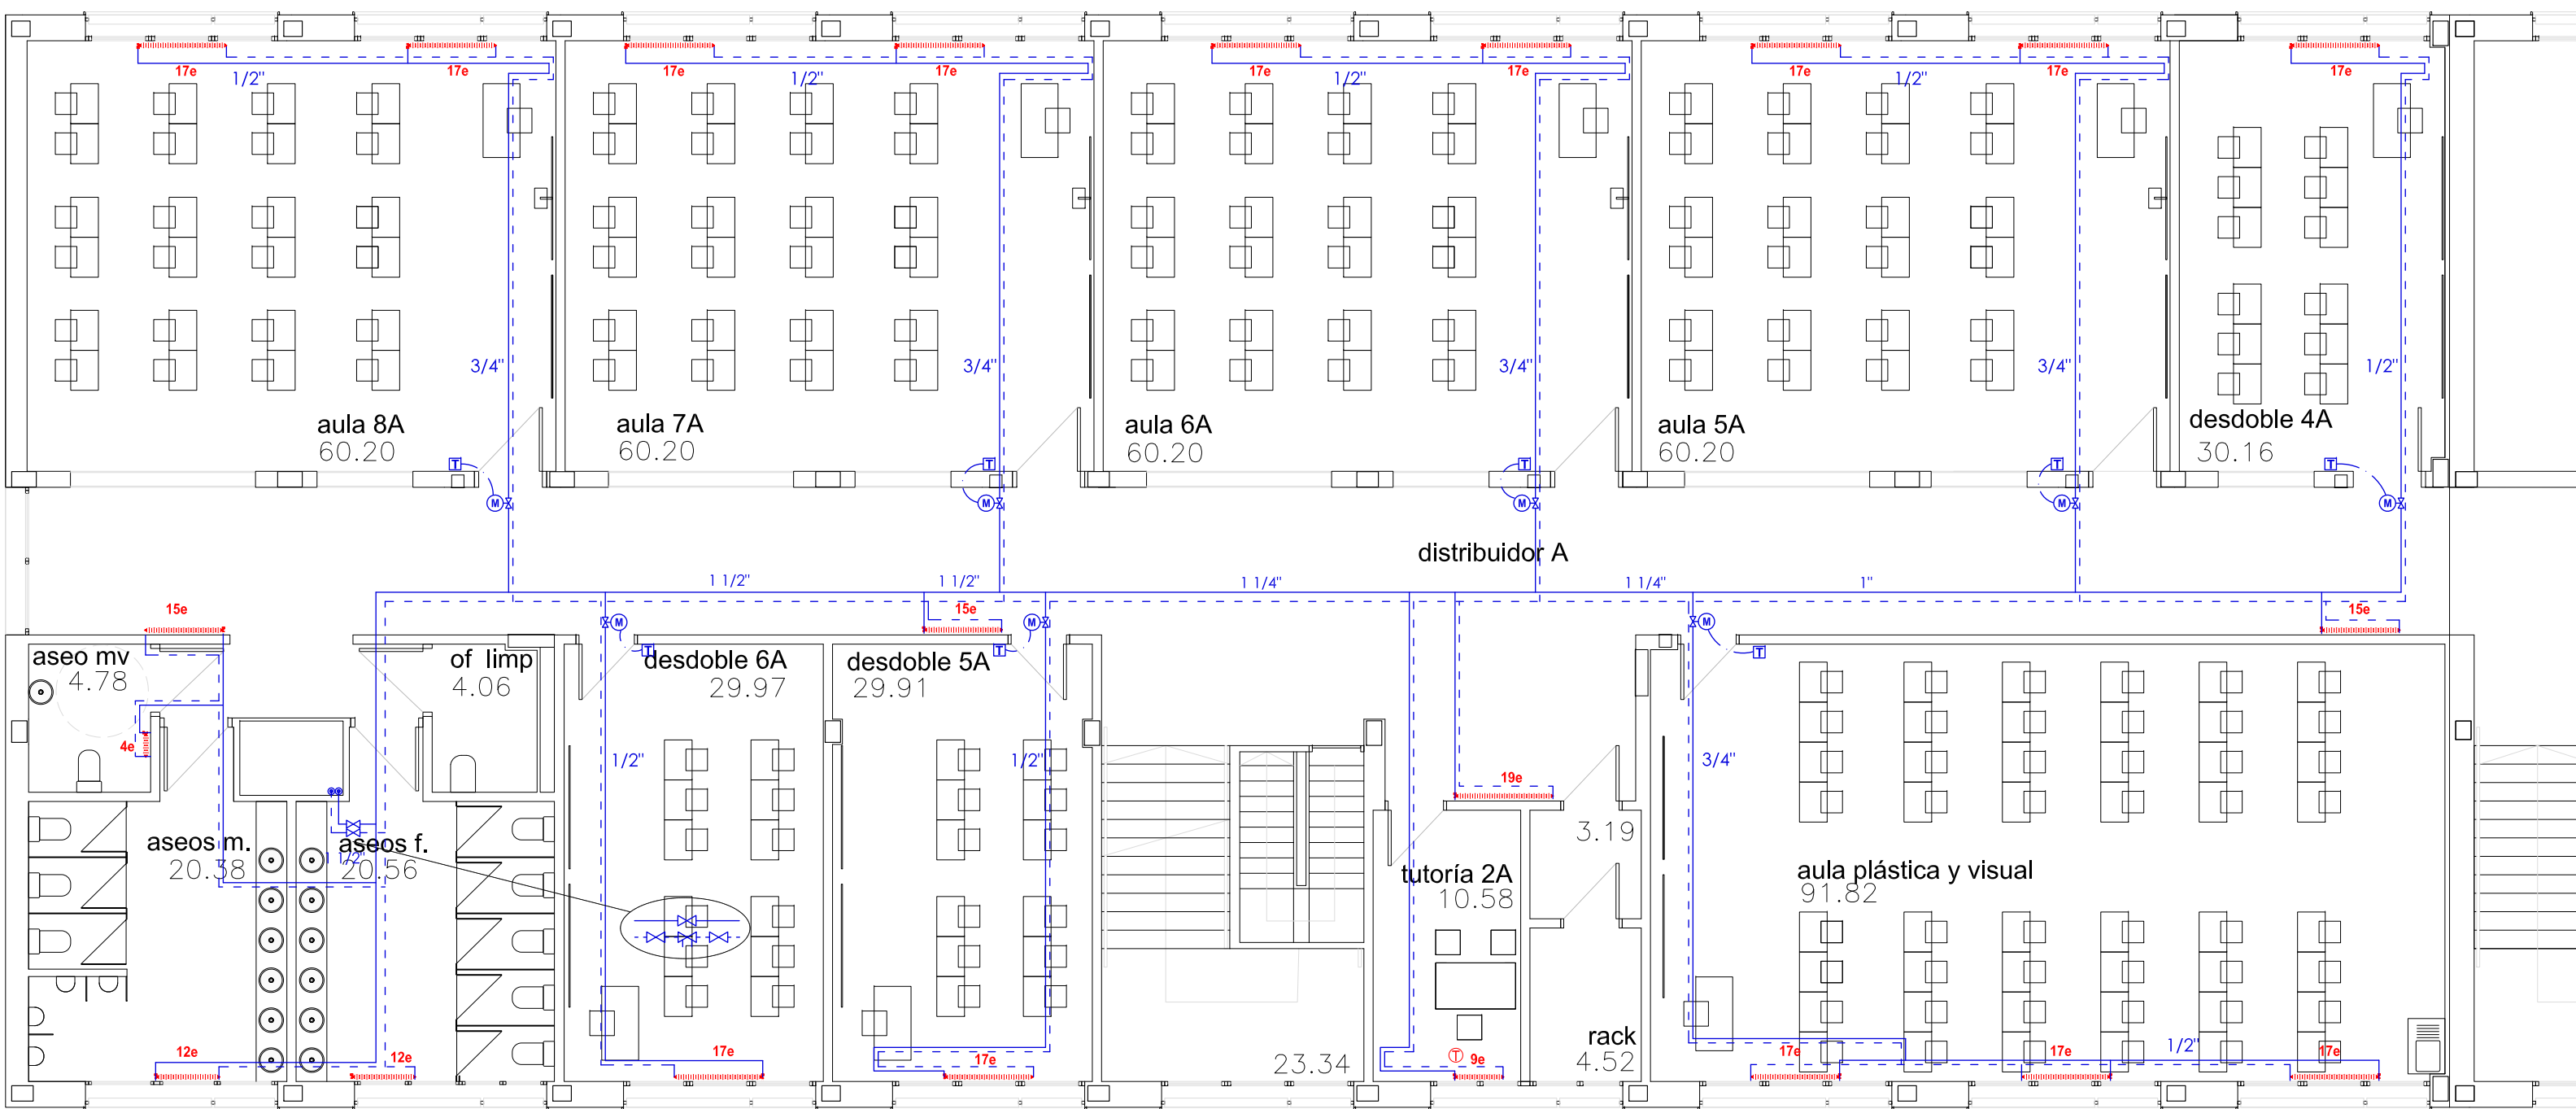 17e 17e 17e 17e 17e 17e 17e 17e 17e
1/2" 1/2" 1/2" 1/2"
3/4" 3/4" 3/4" 3/4" 1/2"
aula 8A
60.20
aula 7A
60.20
aula 6A
60.20
aula 5A
60.20
desdoble 4A
30.16
T T T T T
M M M M M
distribuidor A
1 1/2" 1 1/2" 1 1/4" 1 1/4" 1"
15e 15e 15e
M M M
T T T
aseo mv
4.78
of limp
4.06
desdoble 6A
29.97
desdoble 5A
29.91
4e
1/2" 1/2" 3/4"
19e
3.19
aseos m.
20.38
aseos f.
20.56
1 1/2"
tutoría 2A
10.58
aula plástica y visual
91.82
rack
4.52
23.34
12e 12e 17e 17e T 9e 17e 17e 1/2" 17e